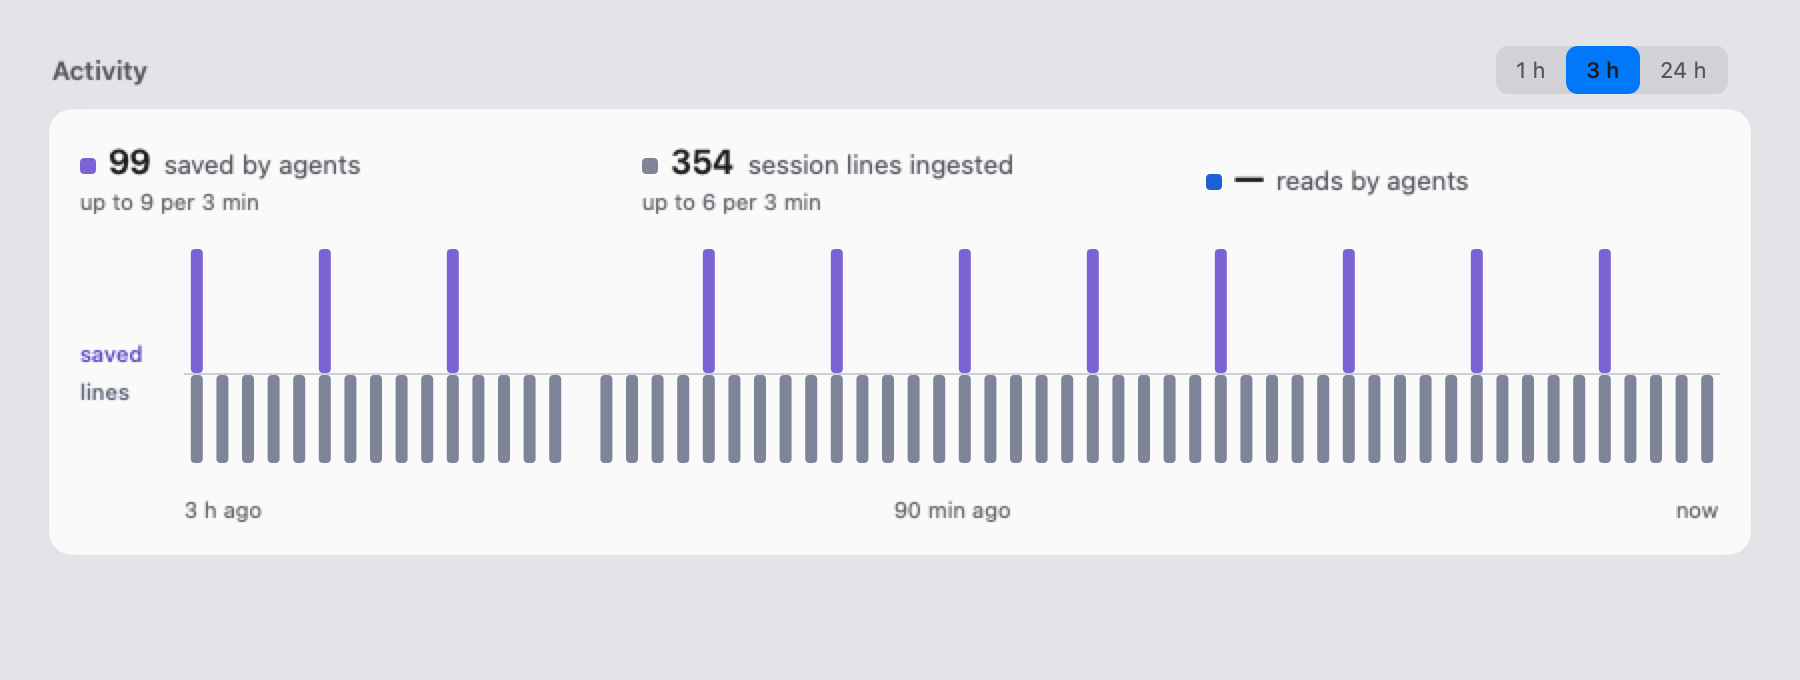 Activity
1 h
3 h
24 h
99 saved by agents
up to 9 per 3 min
354 session lines ingested
up to 6 per 3 min
— reads by agents
saved
lines
3 h ago
90 min ago
now